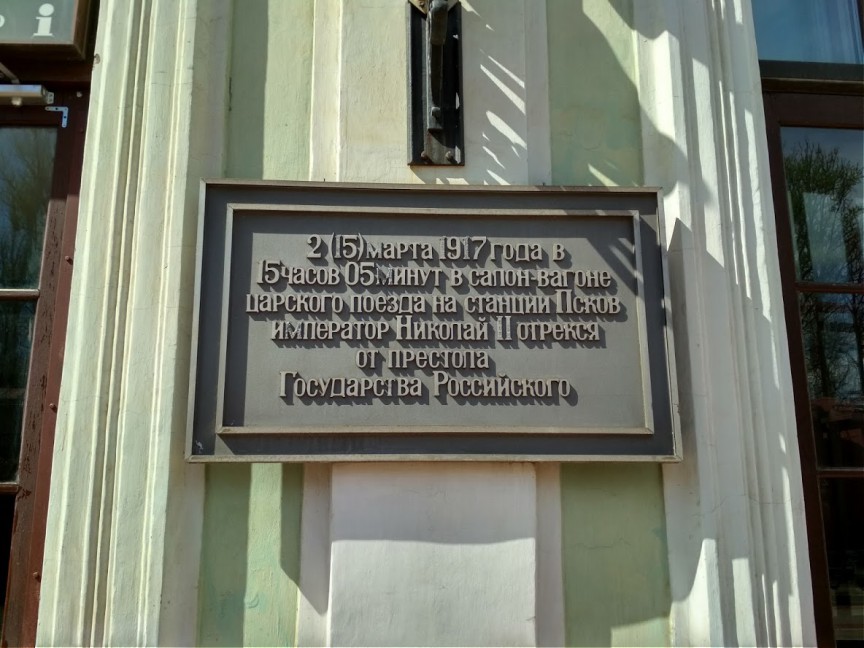 i
2 (15) марта 1917 года в
15 часов 05 минут в салон-вагоне
царского поезда на станции Псков
император Николай II отрекся
от престола
Государства Российского